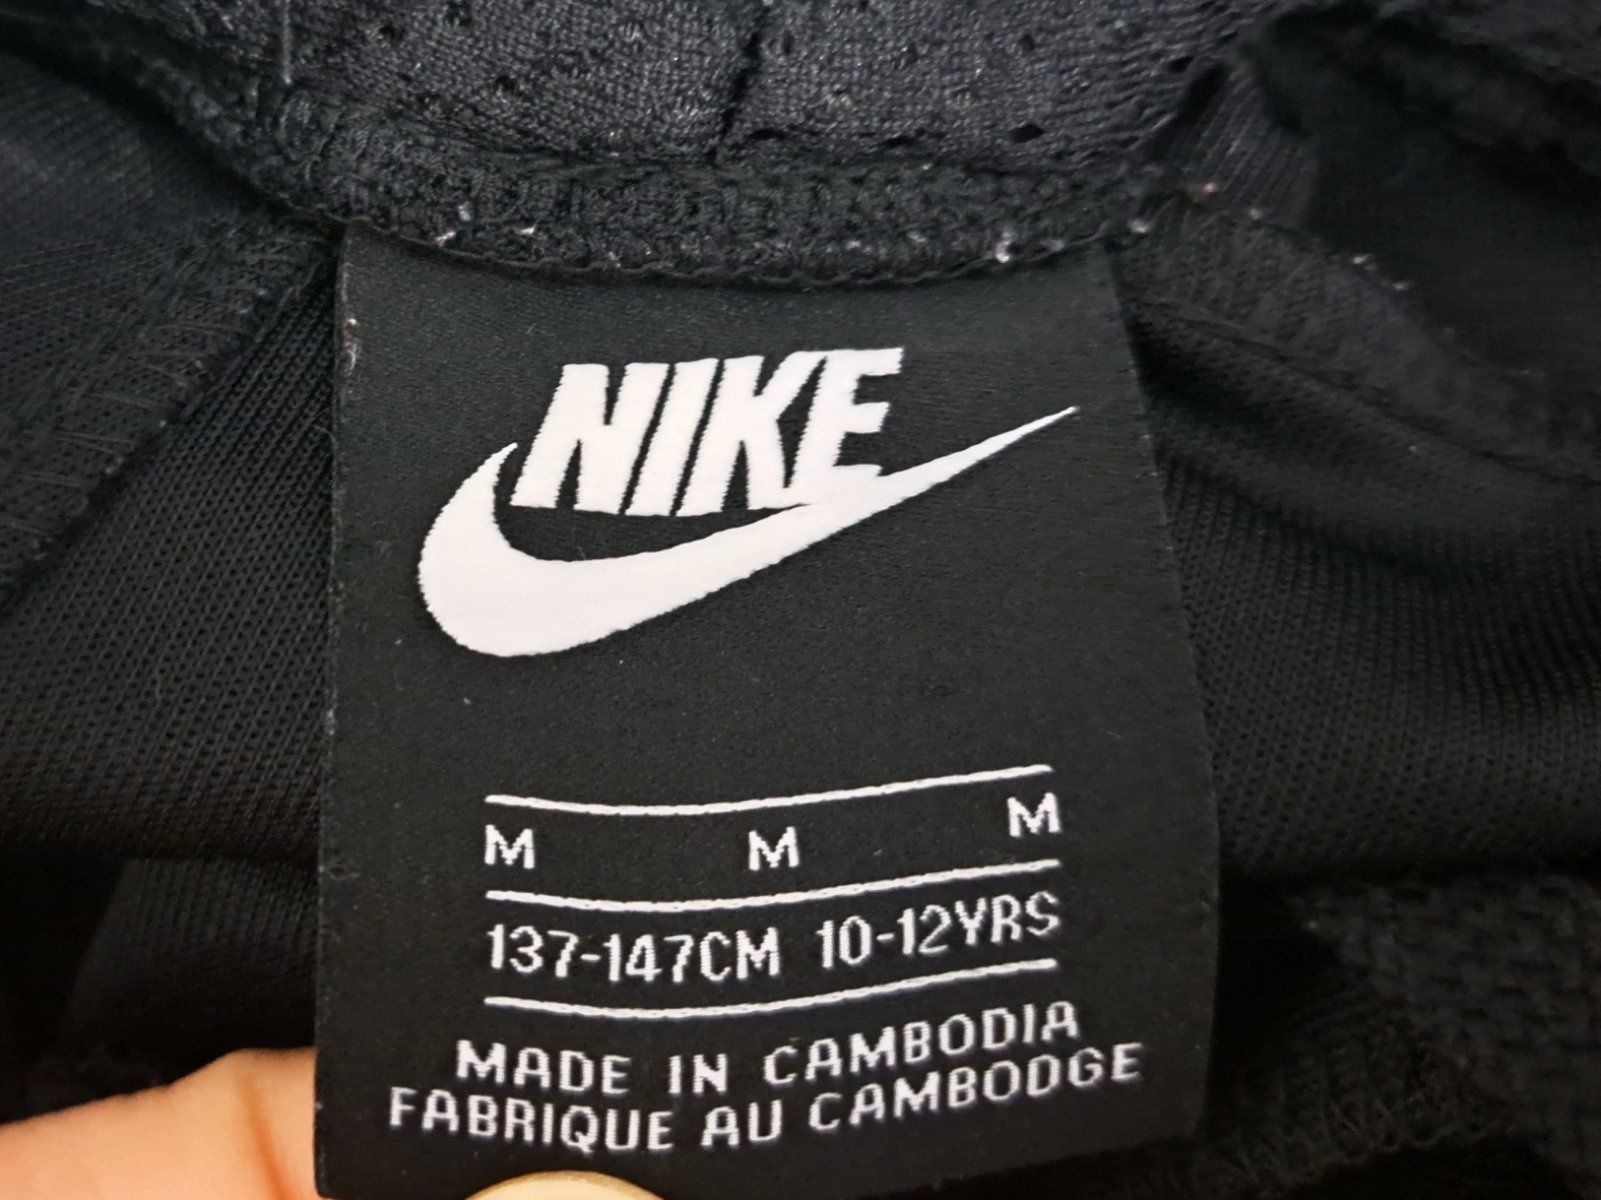 NIKE
M M M
137-147CM 10-12YRS
MADE IN CAMBODIA
FABRIQUE AU CAMBODGE